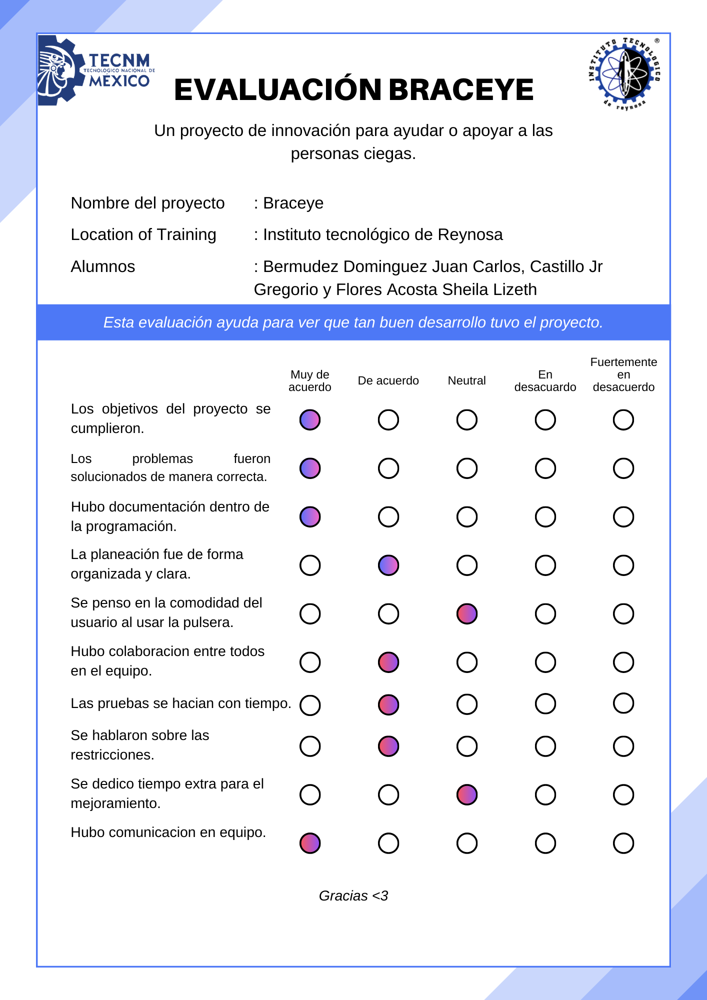 TECNM
TECNOLÓGICO NACIONAL DE
MÉXICO
INSTITUTO TECNOLOGICO
de reynosa
®
EVALUACIÓN BRACEYE
Un proyecto de innovación para ayudar o apoyar a las
personas ciegas.
Nombre del proyecto : Braceye
Location of Training : Instituto tecnológico de Reynosa
Alumnos : Bermudez Dominguez Juan Carlos, Castillo Jr
Gregorio y Flores Acosta Sheila Lizeth
Esta evaluación ayuda para ver que tan buen desarrollo tuvo el proyecto.
Muy de
acuerdo
De acuerdo
Neutral
En
desacuardo
Fuertemente
en
desacuerdo
Los objetivos del proyecto se
cumplieron.
Los problemas fueron
solucionados de manera correcta.
Hubo documentación dentro de
la programación.
La planeación fue de forma
organizada y clara.
Se penso en la comodidad del
usuario al usar la pulsera.
Hubo colaboracion entre todos
en el equipo.
Las pruebas se hacian con tiempo.
Se hablaron sobre las
restricciones.
Se dedico tiempo extra para el
mejoramiento.
Hubo comunicacion en equipo.
Gracias <3